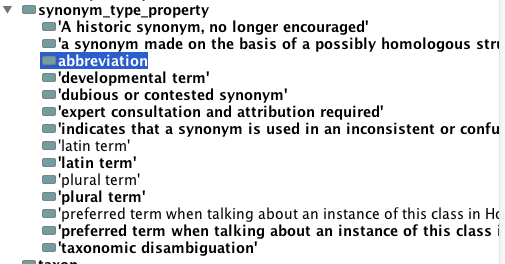 synonym_type_property
'A historic synonym, no longer encouraged'
'a synonym made on the basis of a possibly homologous stru
abbreviation
'developmental term'
'dubious or contested synonym'
'expert consultation and attribution required'
'indicates that a synonym is used in an inconsistent or confu
'latin term'
'latin term'
'plural term'
'plural term'
'preferred term when talking about an instance of this class in Ho
'preferred term when talking about an instance of this class i
'taxonomic disambiguation'
taxon